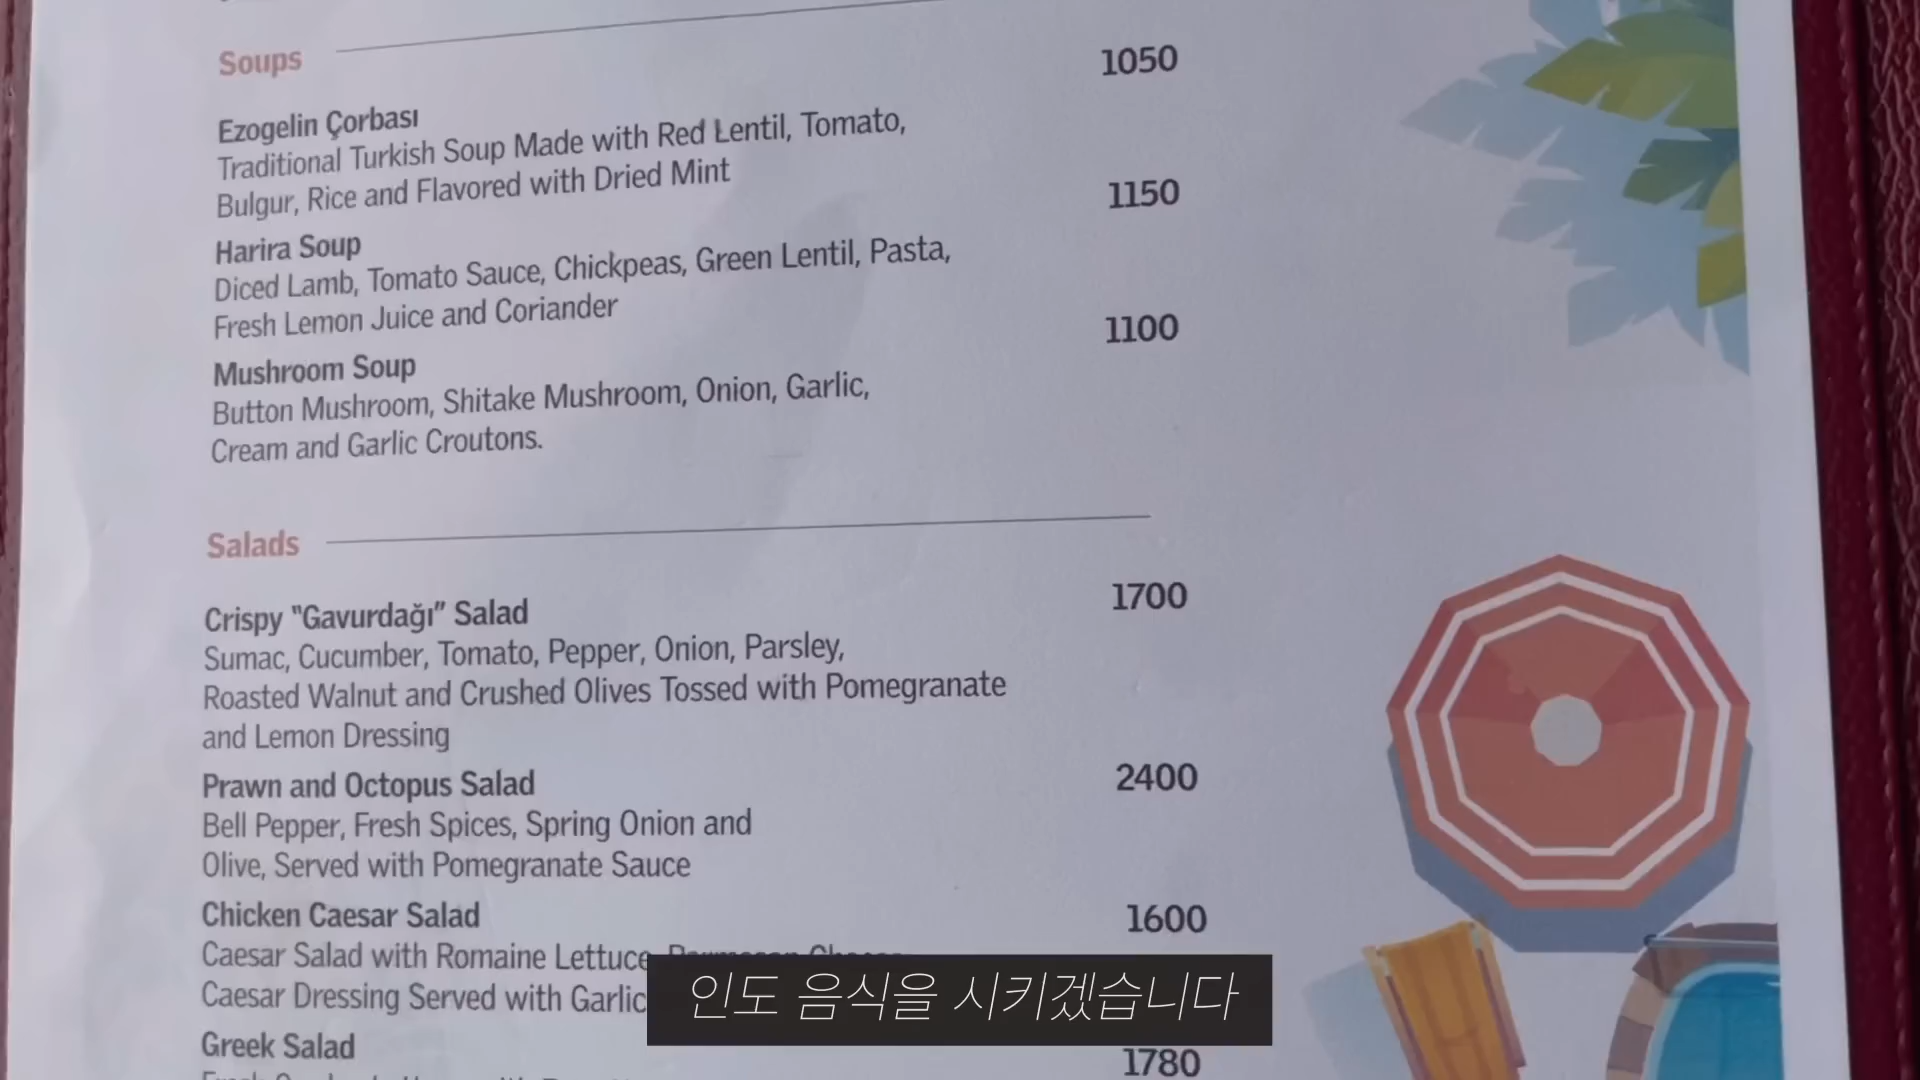 Soups
1050
Ezogelin Çorbası
Traditional Turkish Soup Made with Red Lentil, Tomato,
Bulgur, Rice and Flavored with Dried Mint
1150
Harira Soup
Diced Lamb, Tomato Sauce, Chickpeas, Green Lentil, Pasta,
Fresh Lemon Juice and Coriander
1100
Mushroom Soup
Button Mushroom, Shitake Mushroom, Onion, Garlic,
Cream and Garlic Croutons.
Salads
Crispy "Gavurdağı" Salad 1700
Sumac, Cucumber, Tomato, Pepper, Onion, Parsley,
Roasted Walnut and Crushed Olives Tossed with Pomegranate
and Lemon Dressing
Prawn and Octopus Salad 2400
Bell Pepper, Fresh Spices, Spring Onion and
Olive, Served with Pomegranate Sauce
Chicken Caesar Salad 1600
Caesar Salad with Romaine Lettuce
Caesar Dressing Served with Garlic
인도 음식을 시키겠습니다
Greek Salad 1780